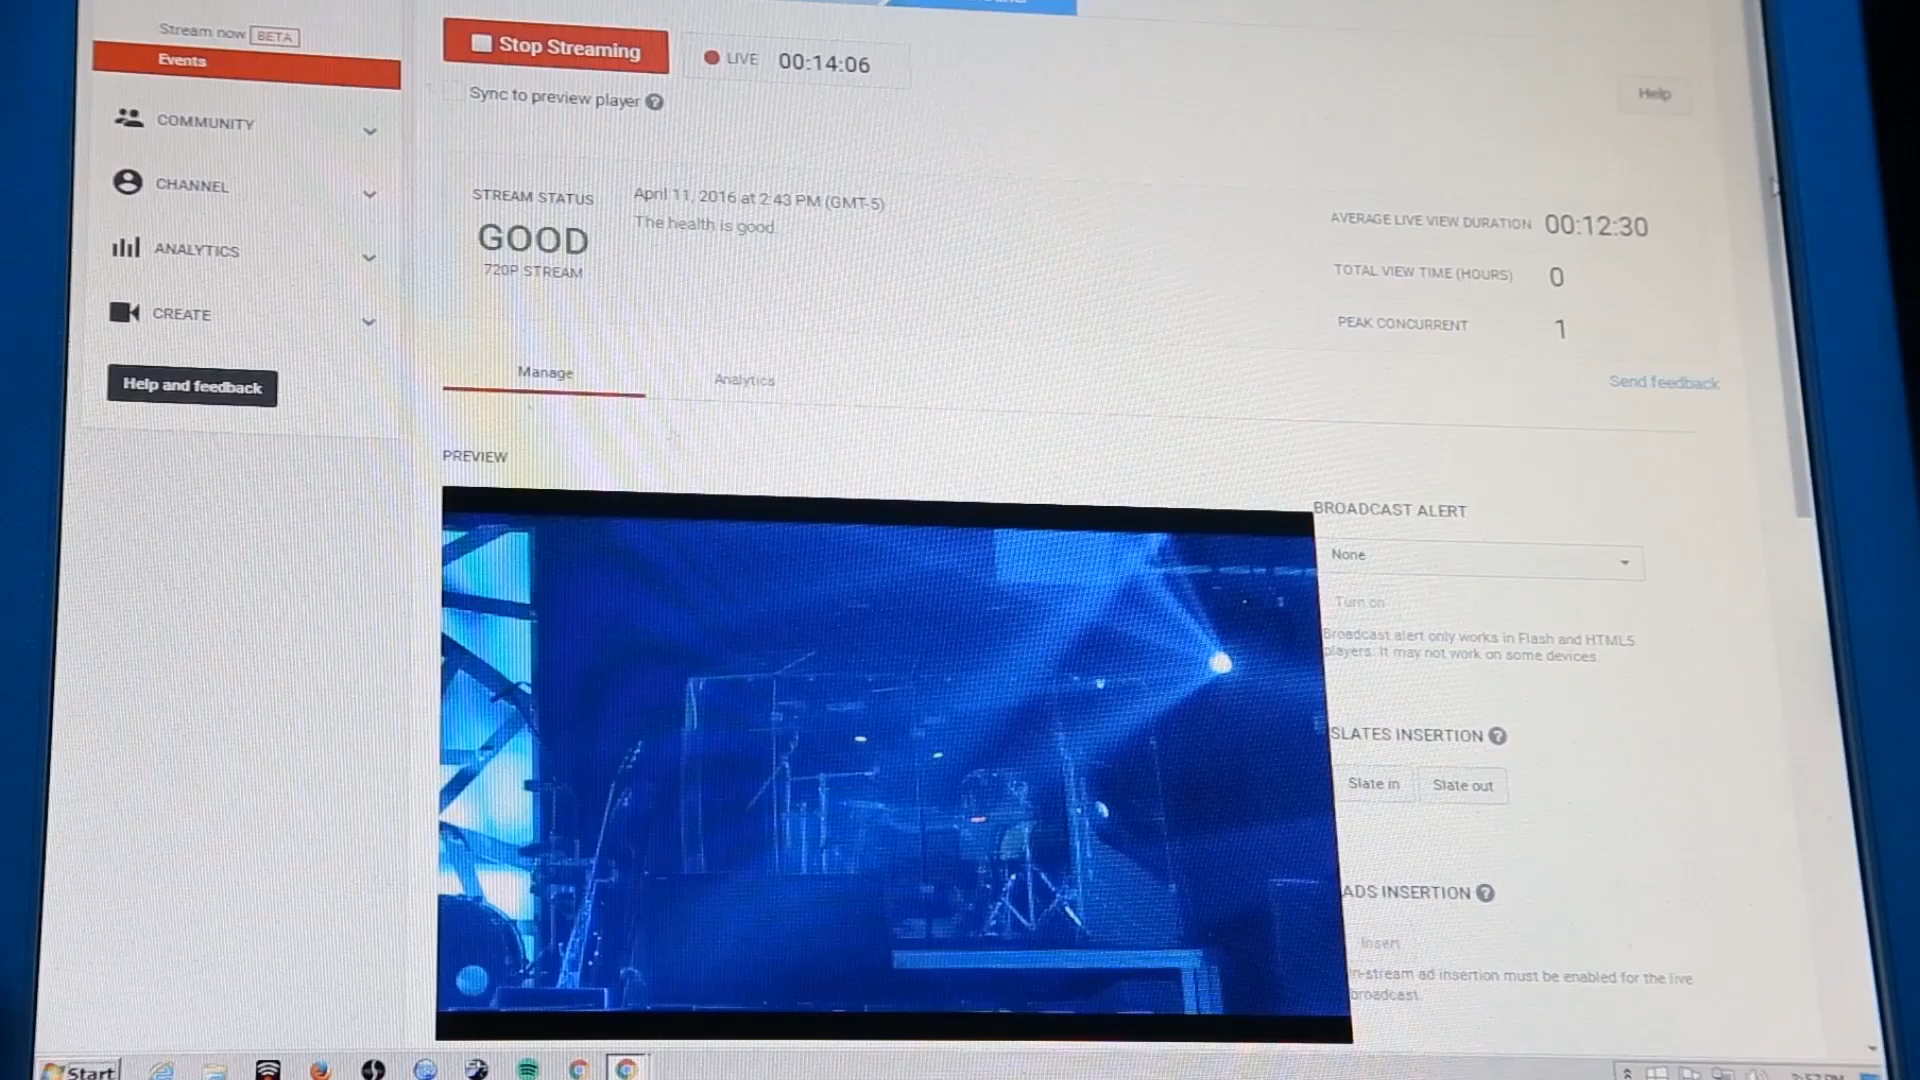 Stream now BETA
Events
COMMUNITY
CHANNEL
ANALYTICS
CREATE
Help and feedback
Stop Streaming
LIVE 00:14:06
Sync to preview player ?
Help
STREAM STATUS
GOOD
720P STREAM
April 11, 2016 at 2:43 PM (GMT-5)
The health is good.
AVERAGE LIVE VIEW DURATION 00:12:30
TOTAL VIEW TIME (HOURS) 0
PEAK CONCURRENT 1
Manage
Analytics
Send feedback
PREVIEW
BROADCAST ALERT
None
Turn on
Broadcast alert only works in Flash and HTML5
players. It may not work on some devices.
SLATES INSERTION ?
Slate in
Slate out
ADS INSERTION ?
Insert
In-stream ad insertion must be enabled for the live
broadcast.
Start